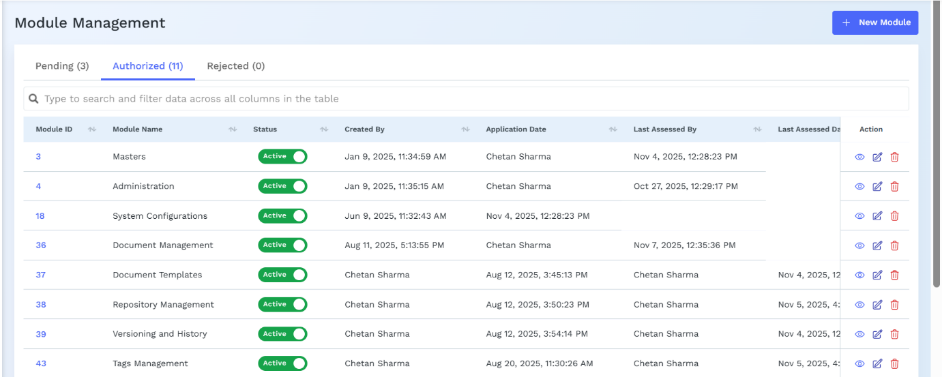 Module Management
+ New Module
Pending (3) Authorized (11) Rejected (0)
Type to search and filter data across all columns in the table
Module ID Module Name Status Created By Application Date Last Assessed By Last Assessed Da Action
3 Masters Active Jan 9, 2025, 11:34:59 AM Chetan Sharma Nov 4, 2025, 12:28:23 PM
4 Administration Active Jan 9, 2025, 11:35:15 AM Chetan Sharma Oct 27, 2025, 12:29:17 PM
18 System Configurations Active Jun 9, 2025, 11:32:43 AM Nov 4, 2025, 12:28:23 PM
36 Document Management Active Aug 11, 2025, 5:13:55 PM Chetan Sharma Nov 7, 2025, 12:35:36 PM
37 Document Templates Active Chetan Sharma Aug 12, 2025, 3:45:13 PM Chetan Sharma Nov 4, 2025, 12
38 Repository Management Active Chetan Sharma Aug 12, 2025, 3:50:23 PM Chetan Sharma Nov 5, 2025, 4:
39 Versioning and History Active Chetan Sharma Aug 12, 2025, 3:54:14 PM Chetan Sharma Nov 4, 2025, 12
43 Tags Management Active Chetan Sharma Aug 20, 2025, 11:30:26 AM Chetan Sharma Nov 5, 2025, 4: